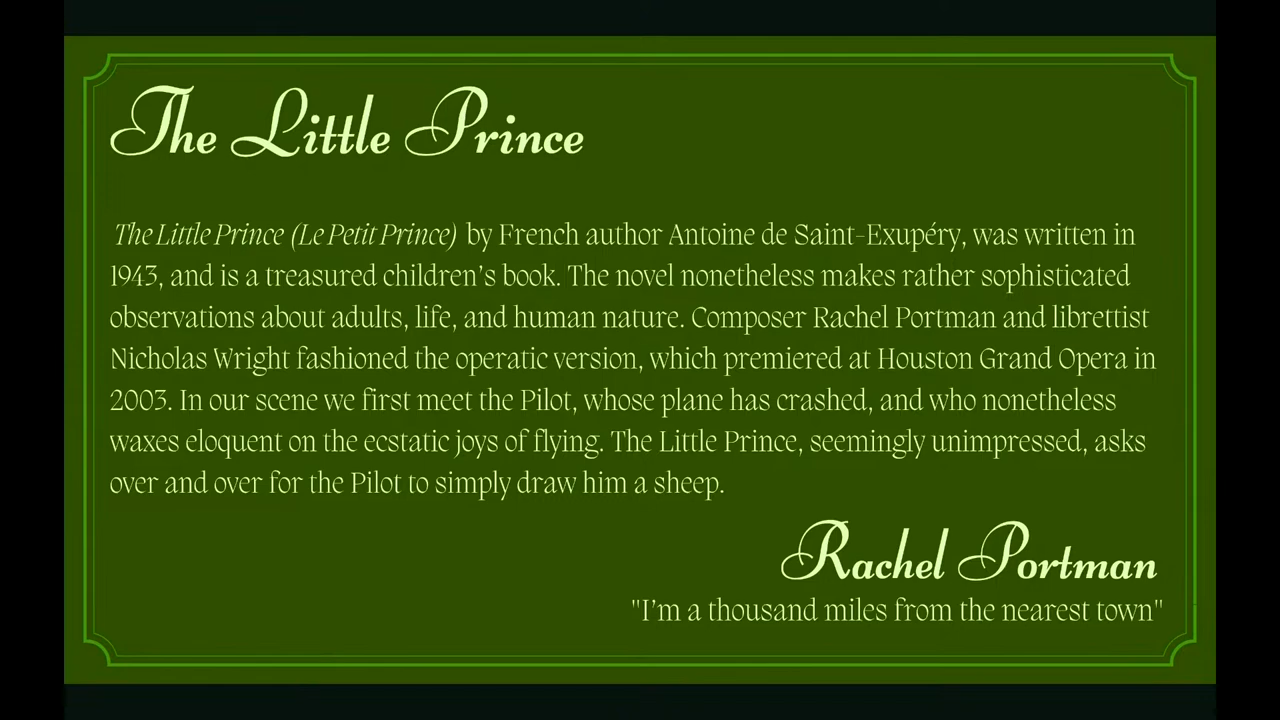 The Little Prince
The Little Prince (Le Petit Prince) by French author Antoine de Saint-Exupéry, was written in
1943, and is a treasured children's book. The novel nonetheless makes rather sophisticated
observations about adults, life, and human nature. Composer Rachel Portman and librettist
Nicholas Wright fashioned the operatic version, which premiered at Houston Grand Opera in
2003. In our scene we first meet the Pilot, whose plane has crashed, and who nonetheless
waxes eloquent on the ecstatic joys of flying. The Little Prince, seemingly unimpressed, asks
over and over for the Pilot to simply draw him a sheep.
Rachel Portman
"I'm a thousand miles from the nearest town"